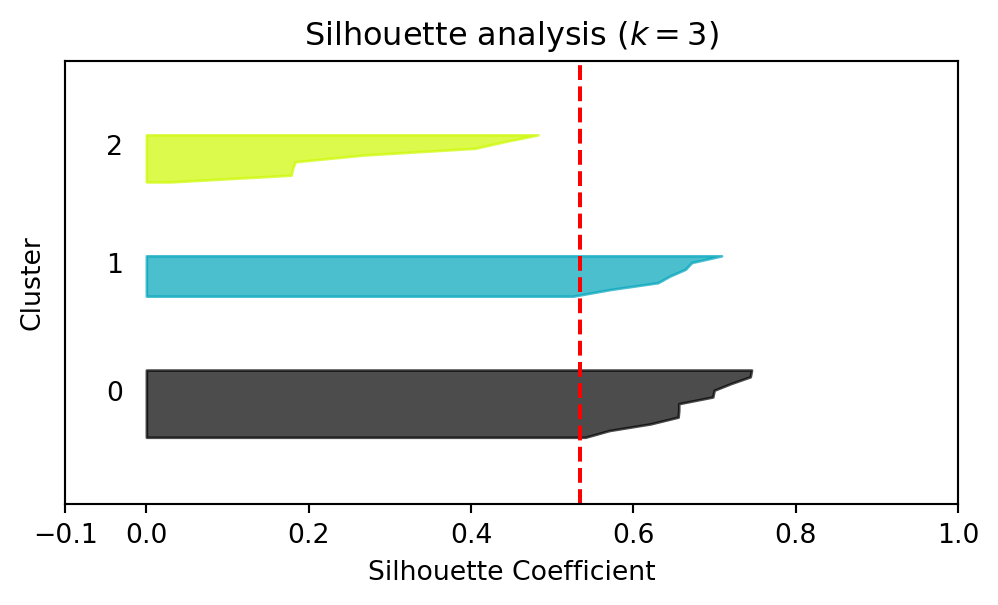 Silhouette analysis (k = 3)
2
1
0
Cluster
−0.1 0.0 0.2 0.4 0.6 0.8 1.0
Silhouette Coefficient